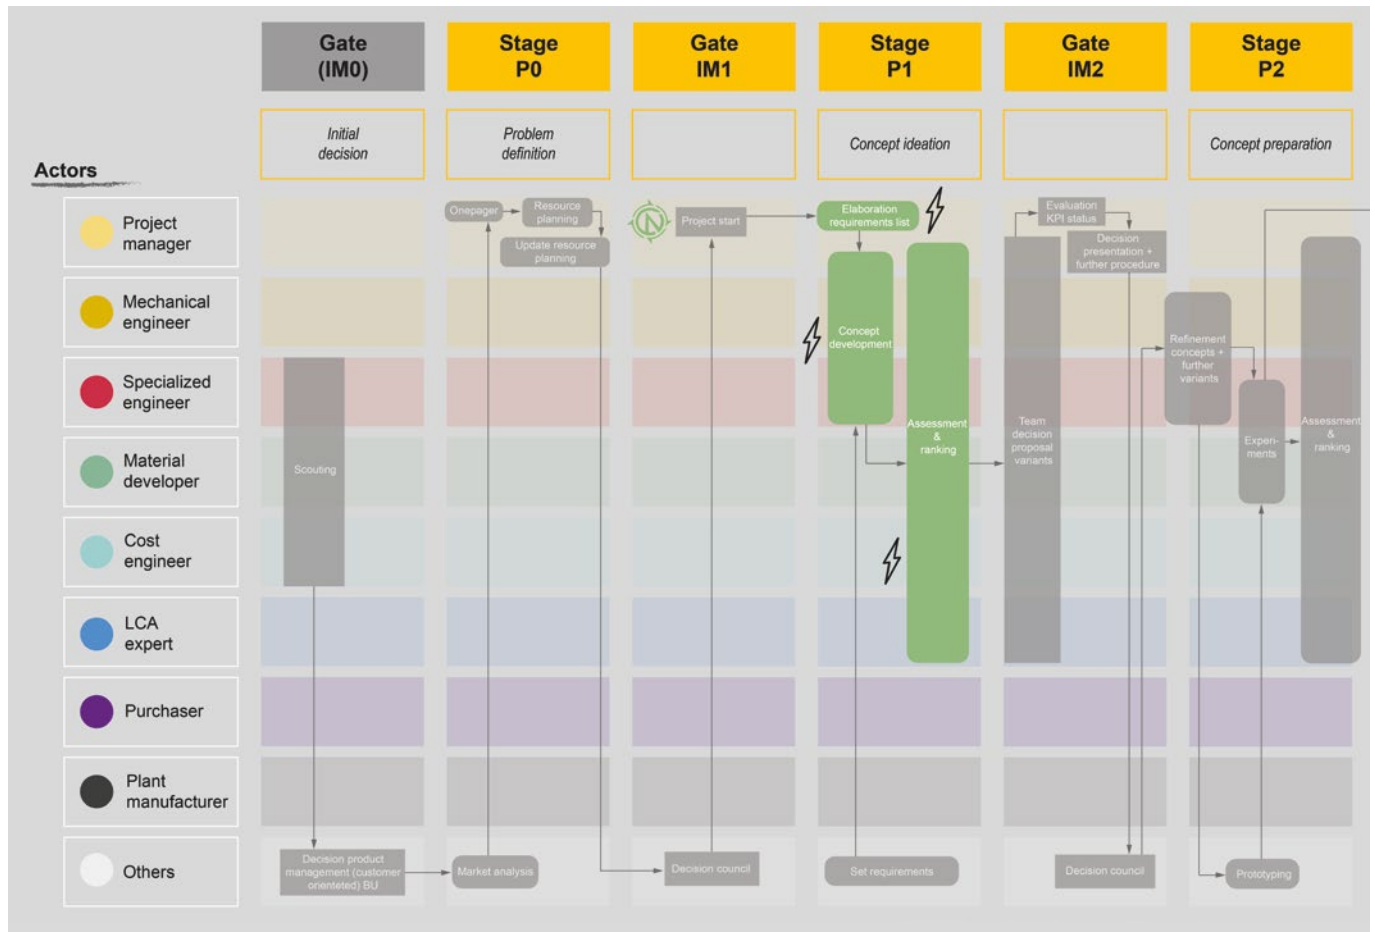 Gate
(IM0)
Stage
P0
Gate
IM1
Stage
P1
Gate
IM2
Stage
P2
Initial
decision
Problem
definition
Concept ideation
Concept preparation
Actors
Project
manager
Onepager
Resource
planning
Update resource
planning
Project start
Elaboration
requirements list
Evaluation
KPI status
Decision
presentation +
further procedure
Mechanical
engineer
Concept
development
Refinement
concepts +
further
variants
Specialized
engineer
Scouting
Assessment
&
ranking
Team
decision
proposal
variants
Experi-
ments
Assessment
&
ranking
Material
developer
Cost
engineer
LCA
expert
Purchaser
Plant
manufacturer
Others
Decision product
management (customer
orienteted) BU
Market analysis
Decision council
Set requirements
Decision council
Prototyping